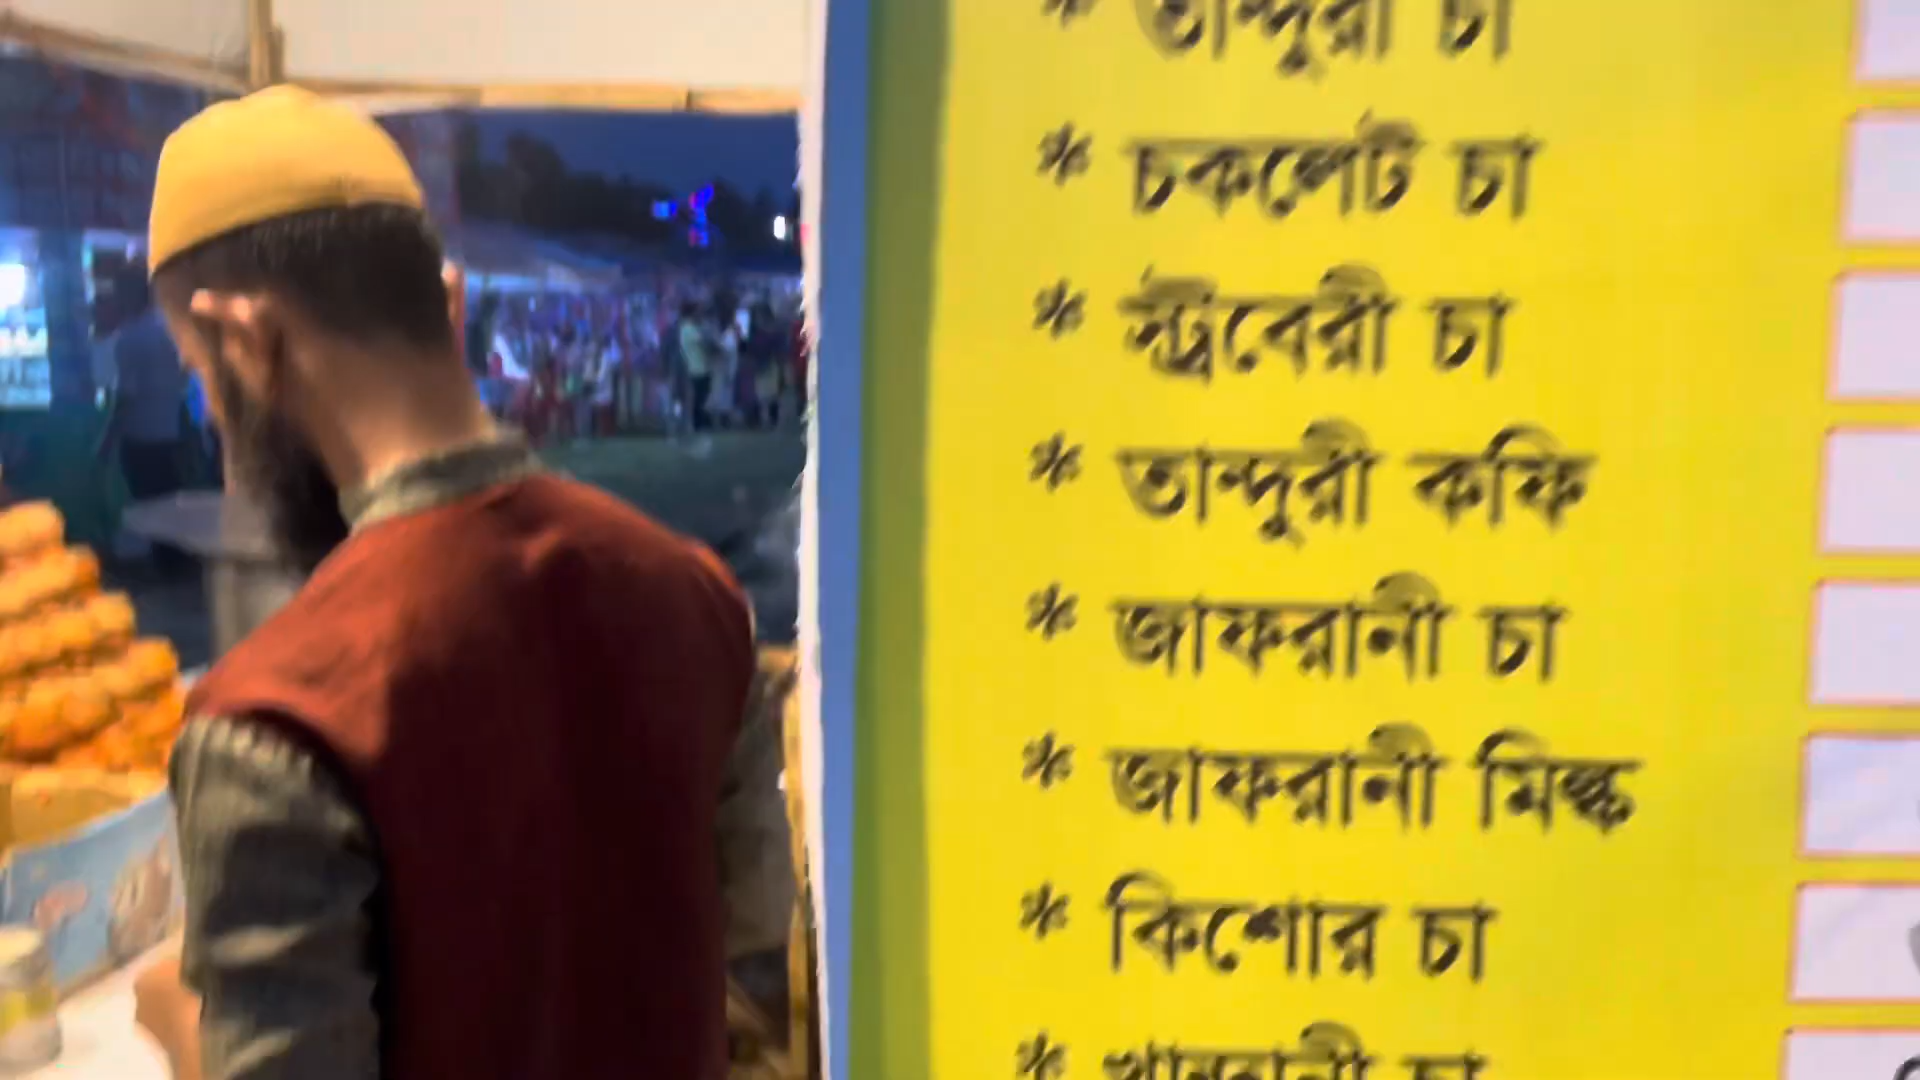 * তান্দুরী চা
* চকলেট চা
* স্ট্রবেরী চা
* তান্দুরী কফি
* জাফরানী চা
* জাফরানী মিল্ক
* কিশোর চা
* খান্দানী চা